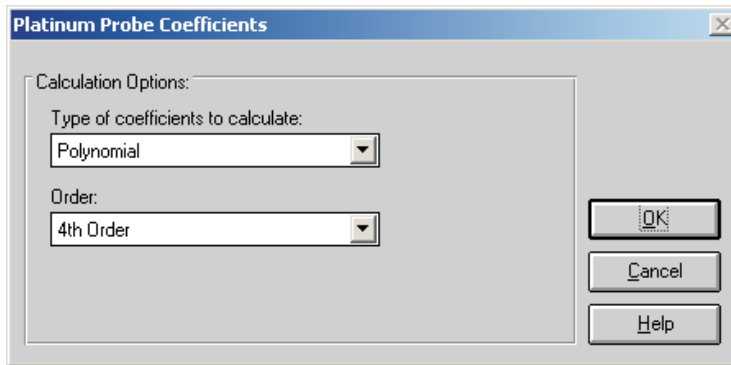 Platinum Probe Coefficients
Calculation Options:
Type of coefficients to calculate:
Polynomial
Order:
4th Order
OK
Cancel
Help